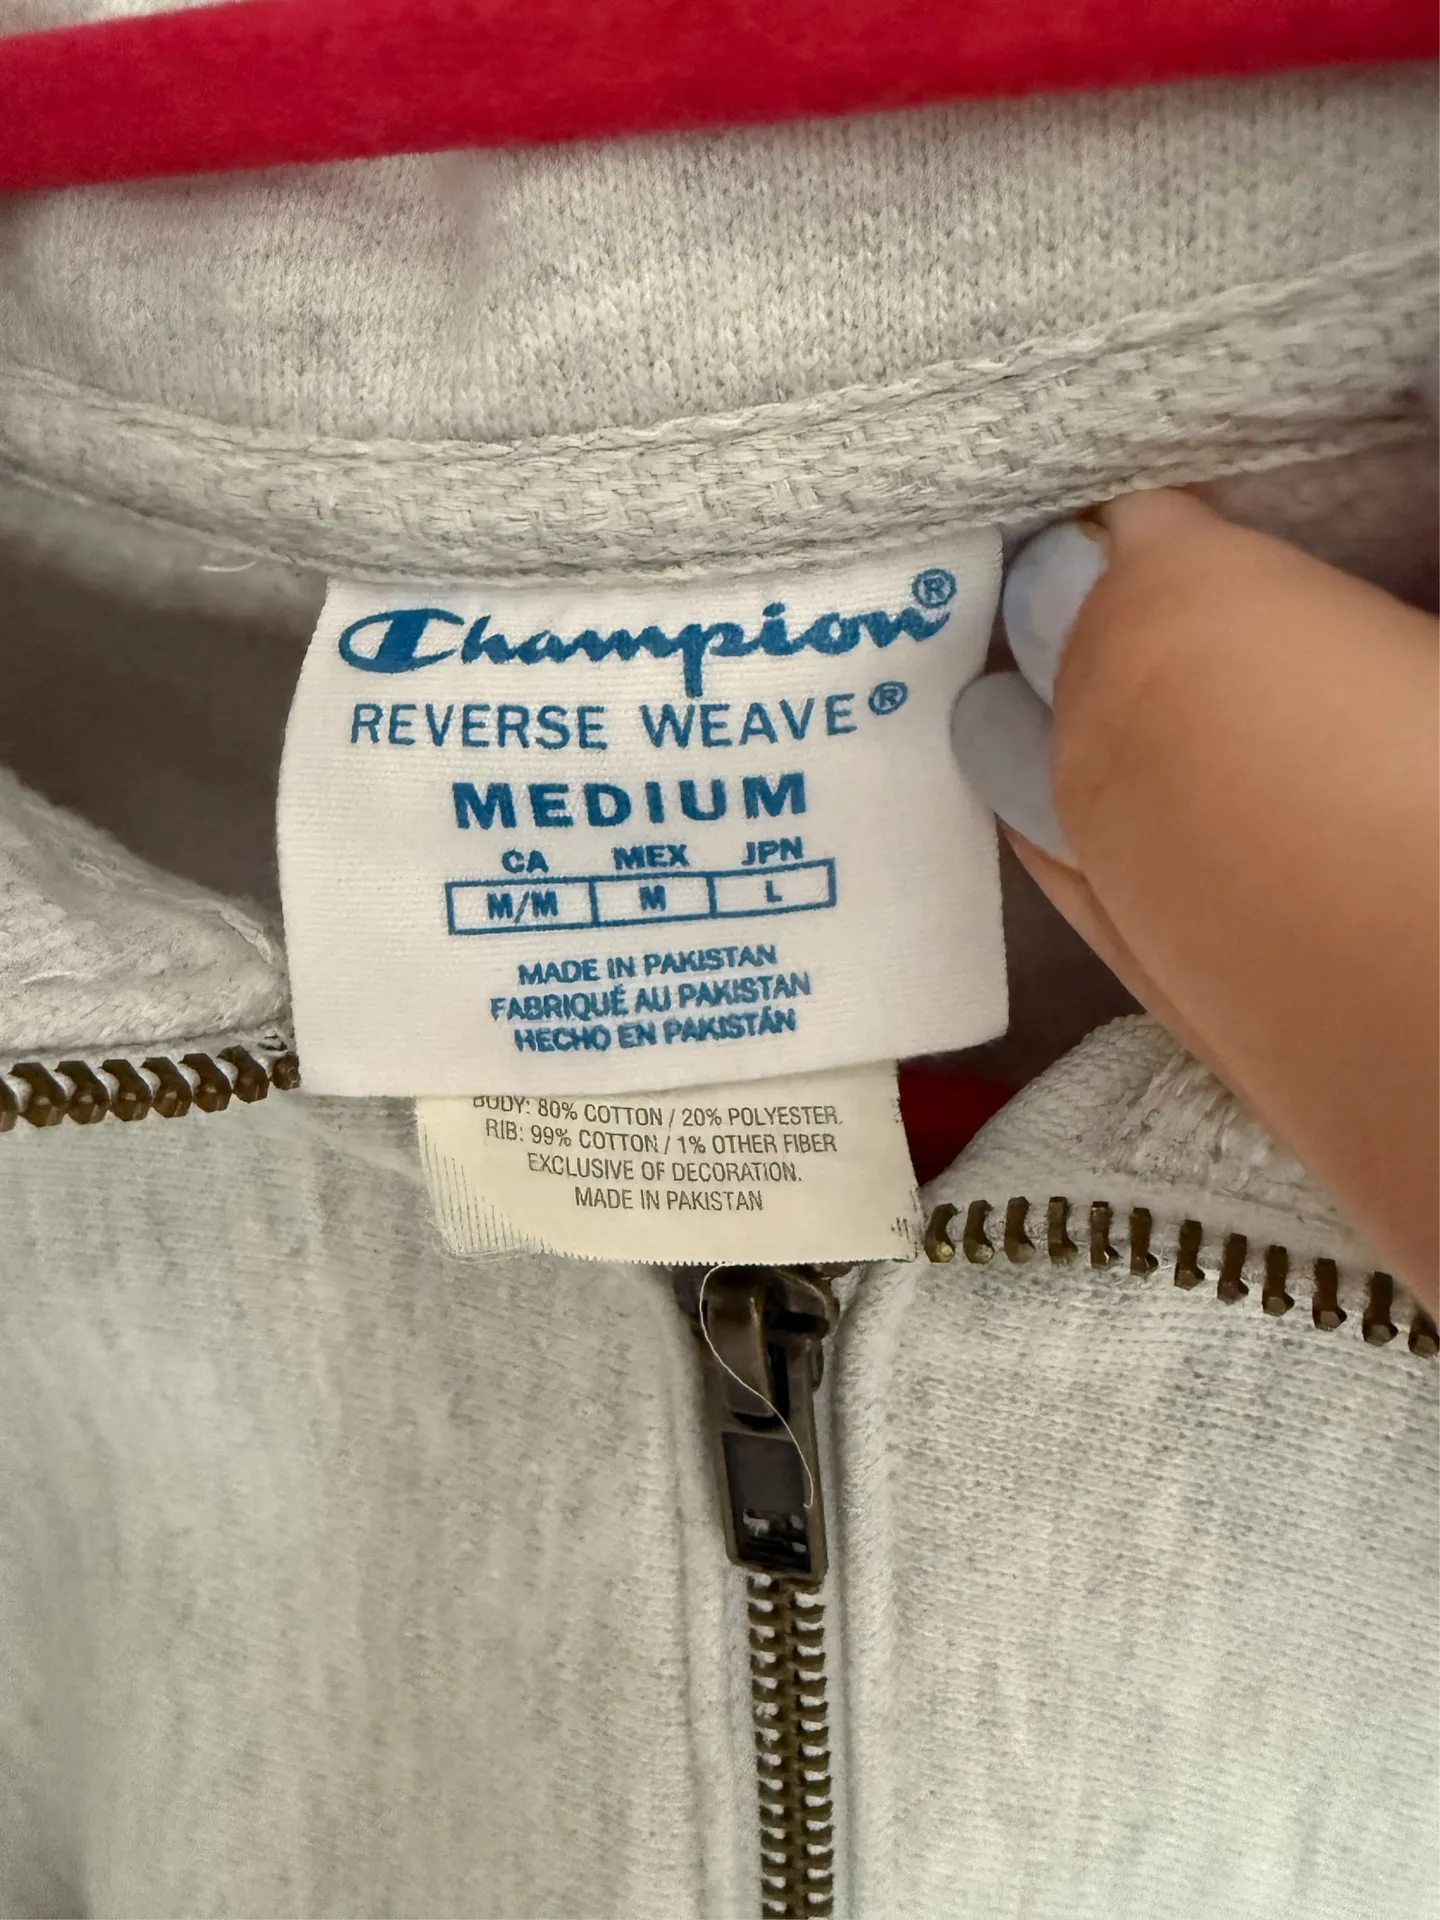 Champion®
REVERSE WEAVE®
MEDIUM
CA MEX JPN
M/M M L
MADE IN PAKISTAN
FABRIQUÉ AU PAKISTAN
HECHO EN PAKISTÁN
BODY: 80% COTTON / 20% POLYESTER.
RIB: 99% COTTON / 1% OTHER FIBER
EXCLUSIVE OF DECORATION.
MADE IN PAKISTAN